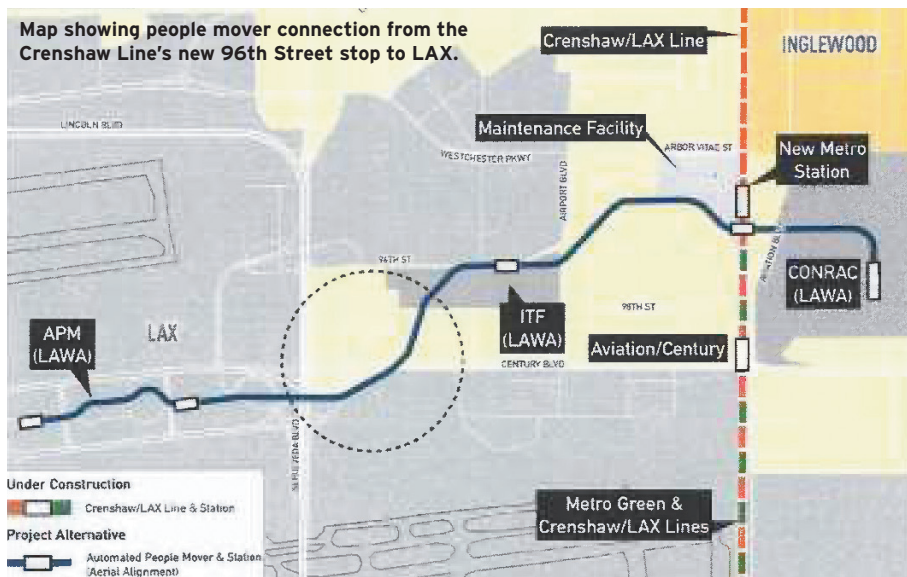 Map showing people mover connection from the
Crenshaw Line's new 96th Street stop to LAX.
Crenshaw/LAX Line
INGLEWOOD
LINCOLN BLVD
Maintenance Facility
WESTCHESTER PKWY
ARBOR VITAE ST
New Metro
Station
AIRPORT BLVD
AVIATION BLVD
96TH ST
CONRAC
(LAWA)
ITF
(LAWA)
98TH ST
APM
(LAWA)
LAX
Aviation/Century
CENTURY BLVD
SEPULVEDA BLVD
Under Construction
Crenshaw/LAX Line & Station
Metro Green &
Crenshaw/LAX Lines
Project Alternative
Automated People Mover & Station
(Aerial Alignment)